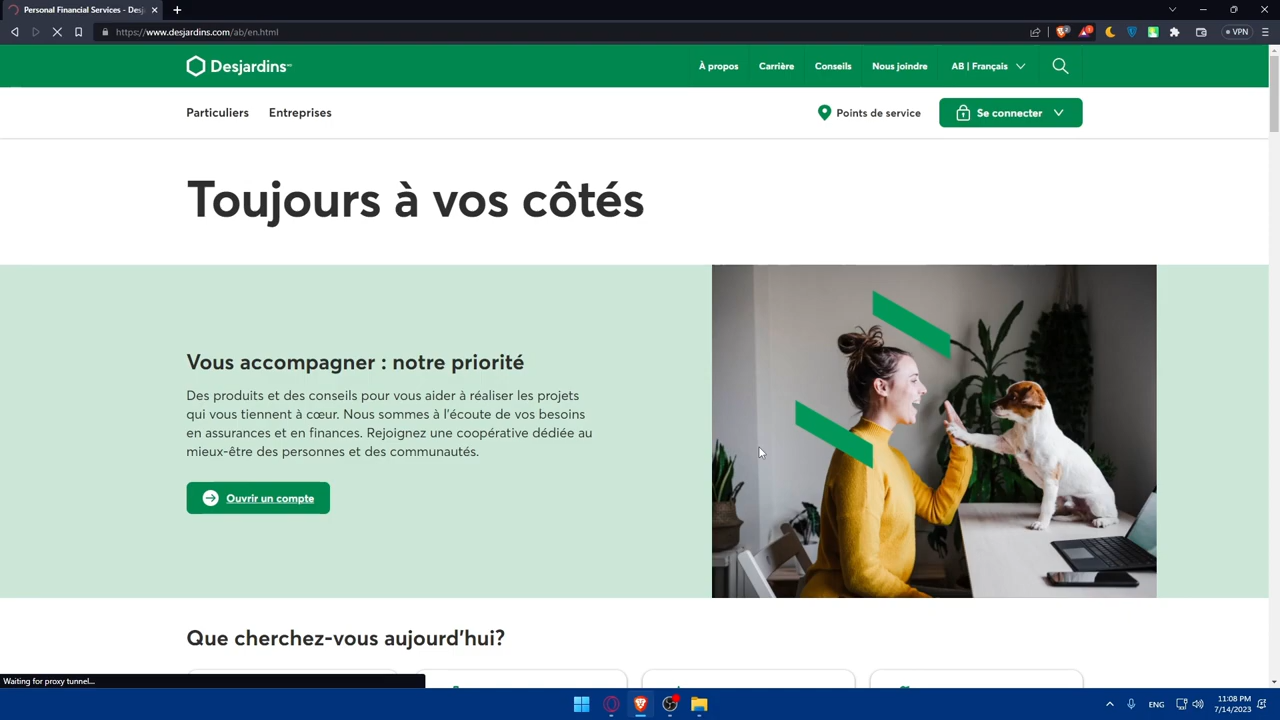 Personal Financial Services - Desj
https://www.desjardins.com/ab/en.html
VPN
Desjardins
À propos
Carrière
Conseils
Nous joindre
AB | Français
Particuliers
Entreprises
Points de service
Se connecter
Toujours à vos côtés
Vous accompagner : notre priorité
Des produits et des conseils pour vous aider à réaliser les projets
qui vous tiennent à cœur. Nous sommes à l'écoute de vos besoins
en assurances et en finances. Rejoignez une coopérative dédiée au
mieux-être des personnes et des communautés.
Ouvrir un compte
Que cherchez-vous aujourd'hui?
Waiting for proxy tunnel...
ENG
11:08 PM
7/14/2023